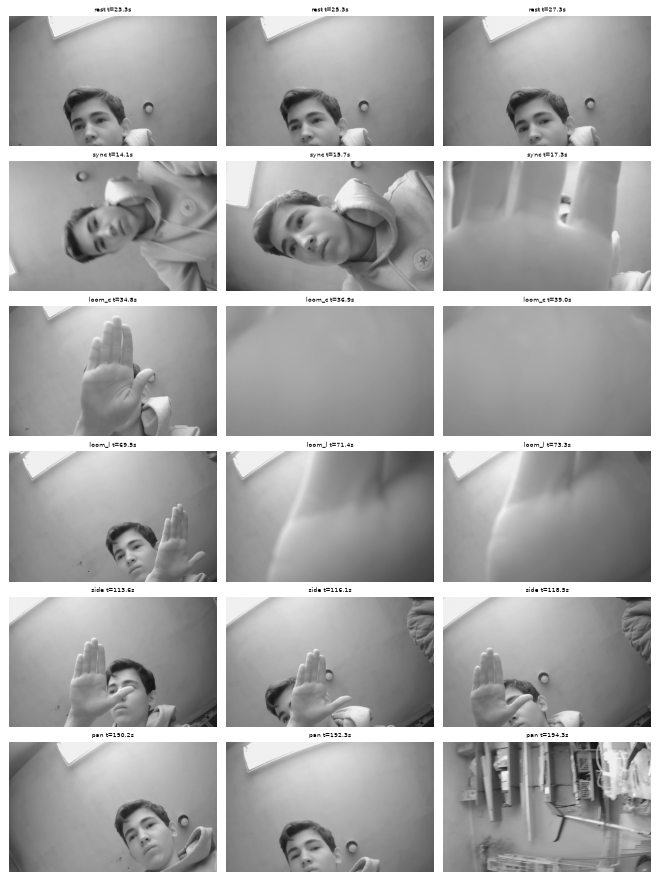 rest t=23.3s
rest t=25.3s
rest t=27.3s
sync t=14.1s
sync t=15.7s
sync t=17.3s
loom_c t=34.8s
loom_c t=36.9s
loom_c t=39.0s
loom_l t=69.5s
loom_l t=71.4s
loom_l t=73.3s
side t=113.6s
side t=116.1s
side t=118.5s
pan t=190.2s
pan t=192.3s
pan t=194.3s